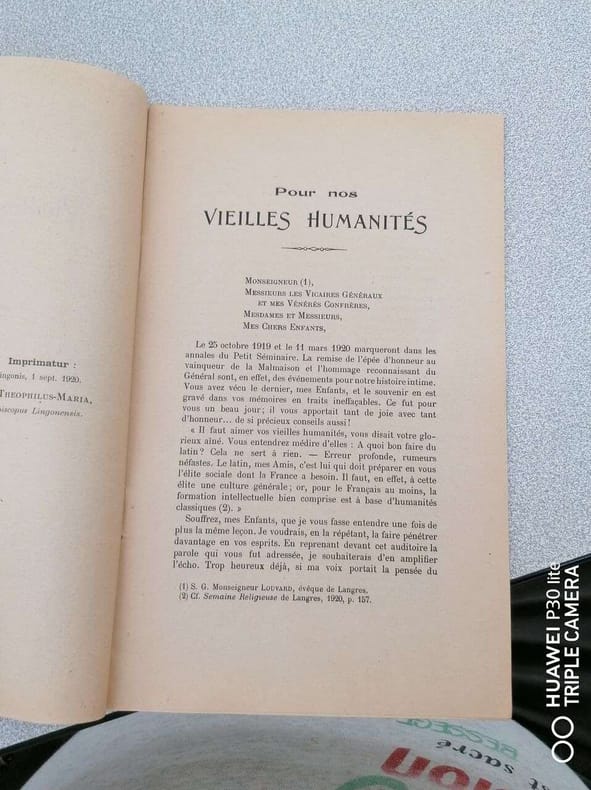 Imprimatur :
ingonis, 1 sept. 1920.
THEOPHILUS-MARIA,
piscopus Lingonensis.
Pour nos
VIEILLES HUMANITÉS
MONSEIGNEUR (1),
MESSIEURS LES VICAIRES GÉNÉRAUX
ET MES VÉNÉRÉS CONFRÈRES,
MESDAMES ET MESSIEURS,
MES CHERS ENFANTS,
Le 25 octobre 1919 et le 11 mars 1920 marqueront dans les
annales du Petit Séminaire. La remise de l'épée d'honneur au
vainqueur de la Malmaison et l'hommage reconnaissant du
Général sont, en effet, des événements pour notre histoire intime.
Vous avez vécu le dernier, mes Enfants, et le souvenir en est
gravé dans vos mémoires en traits ineffaçables. Ce fut pour
vous un beau jour ; il vous apportait tant de joie avec tant
d'honneur... de si précieux conseils aussi !
« Il faut aimer vos vieilles humanités, vous disait votre glo-
rieux aîné. Vous entendrez médire d'elles : A quoi bon faire du
latin ? Cela ne sert à rien. — Erreur profonde, rumeurs
néfastes. Le latin, mes Amis, c'est lui qui doit préparer en vous
l'élite sociale dont la France a besoin. Il faut, en effet, à cette
élite une culture générale ; or, pour le Français au moins, la
formation intellectuelle bien comprise est à base d'humanités
classiques (2). »
Souffrez, mes Enfants, que je vous fasse entendre une fois de
plus la même leçon. Je voudrais, en la répétant, la faire pénétrer
davantage en vos esprits. En reprenant devant cet auditoire la
parole qui vous fut adressée, je souhaiterais d'en amplifier
l'écho. Trop heureux déjà, si ma voix portait la pensée du
(1) S. G. Monseigneur LOUVARD, évêque de Langres.
(2) Cf. Semaine Religieuse de Langres, 1920, p. 157.
HUAWEI P30 lite
TRIPLE CAMERA
st sacré
ion